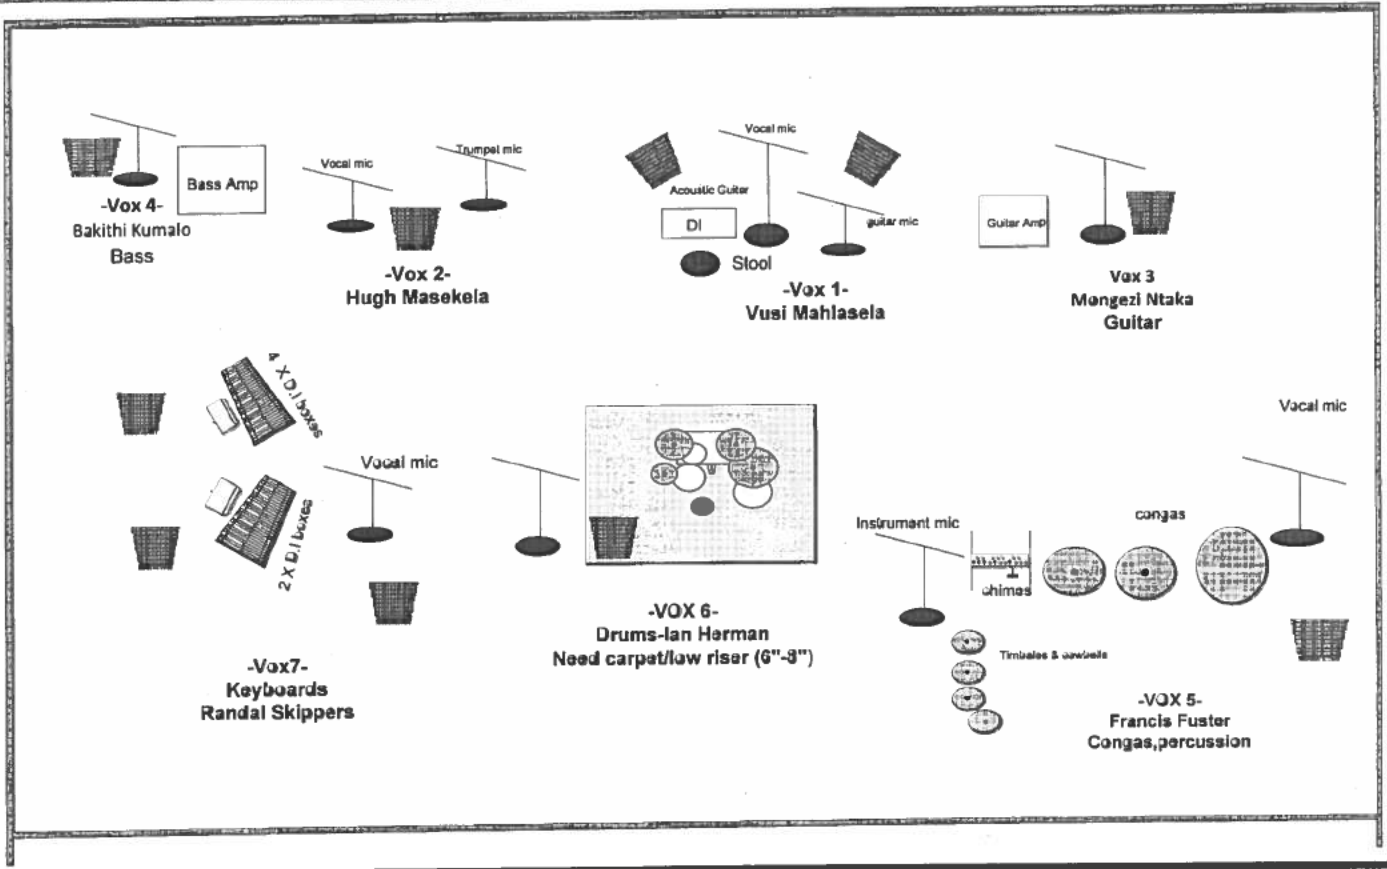 Bass Amp
-Vox 4-
Bakithi Kumalo
Bass
Vocal mic
Trumpet mic
-Vox 2-
Hugh Masekela
Vocal mic
Acoustic Guitar
DI
guitar mic
Stool
-Vox 1-
Vusi Mahlasela
Guitar Amp
Vox 3
Mongezi Ntaka
Guitar
4 X D.I boxes
2 X D.I boxes
Vocal mic
-Vox7-
Keyboards
Randal Skippers
-VOX 6-
Drums-Ian Herman
Need carpet/low riser (6"-8")
Vocal mic
Instrument mic
congas
chimes
Timbales & cowbells
-VOX 5-
Francis Fuster
Congas,percussion